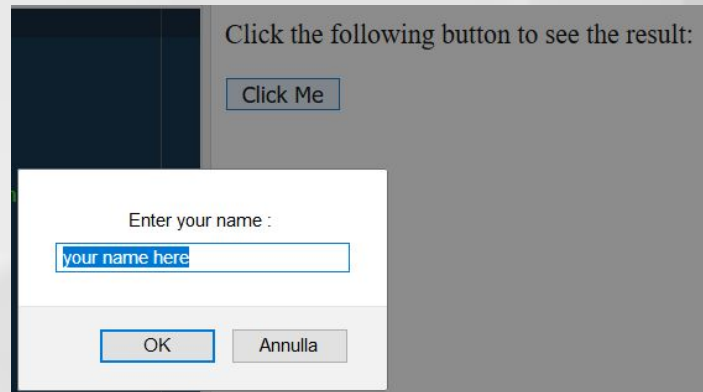 Click the following button to see the result:
Click Me
Enter your name :
your name here
OK
Annulla